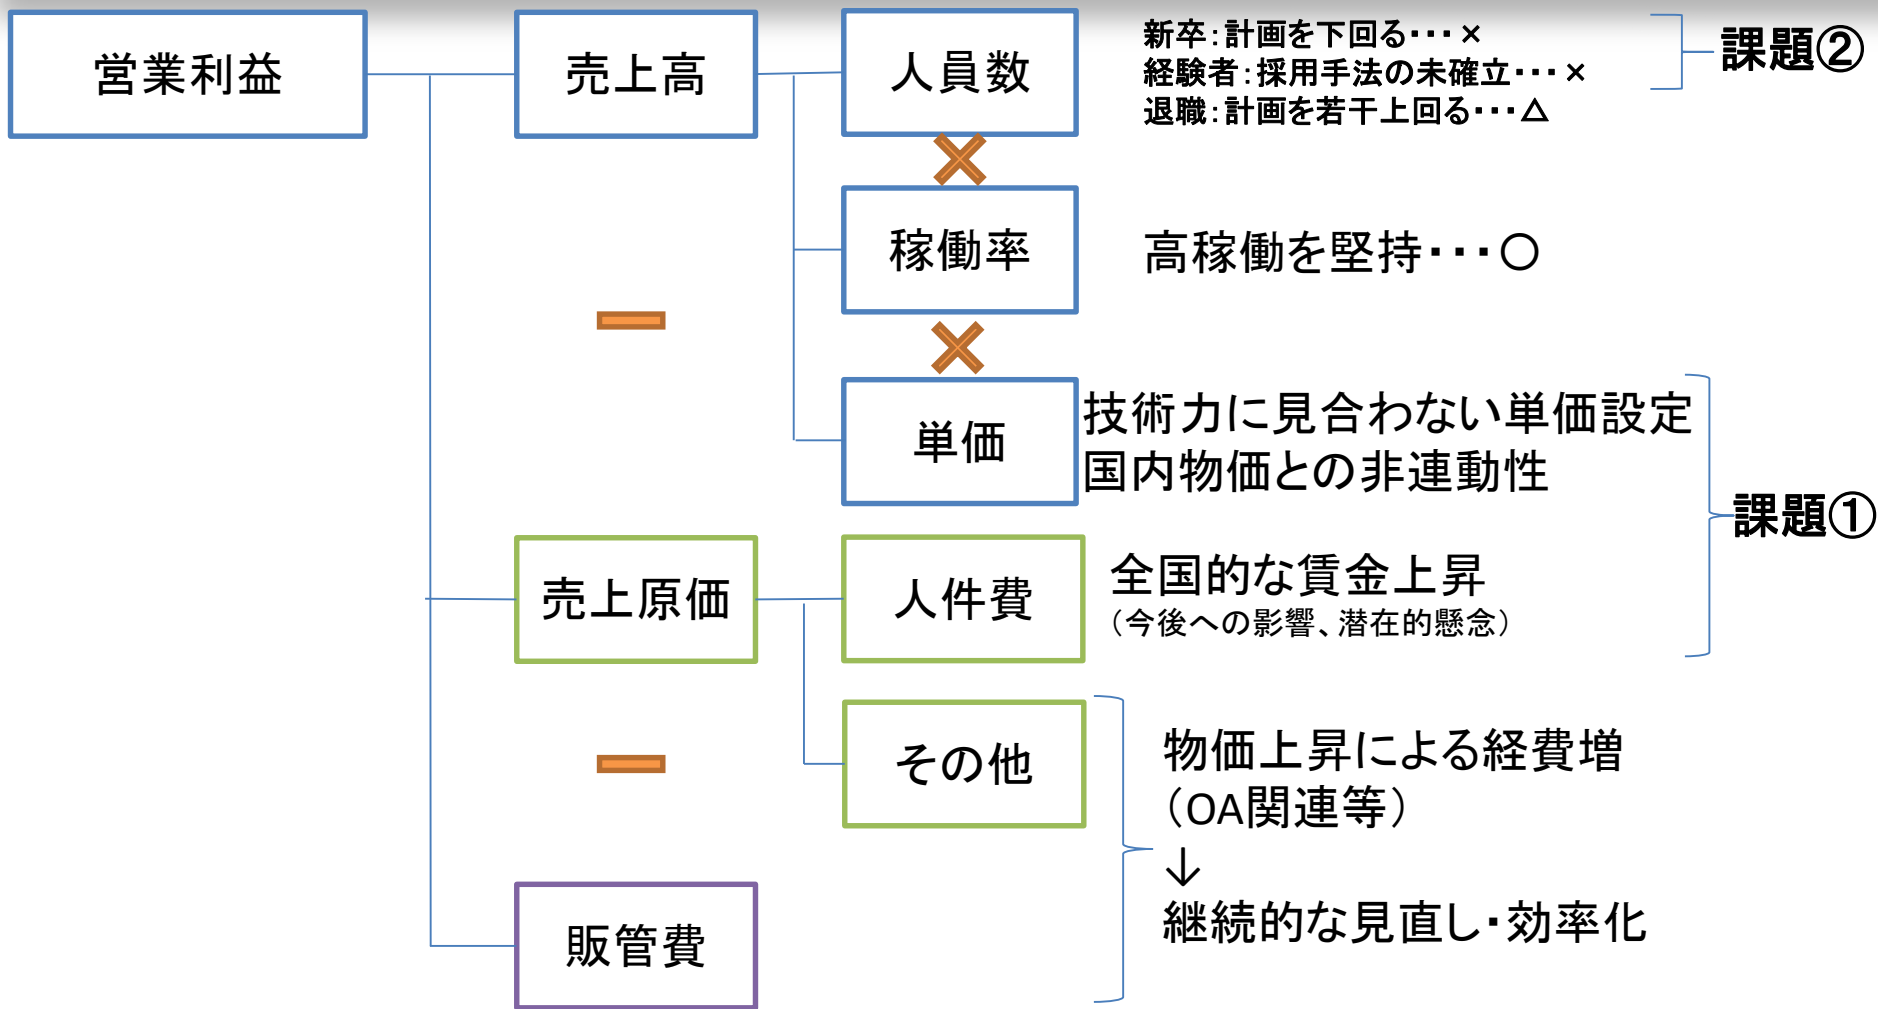 営業利益
売上高
人員数
新卒：計画を下回る・・・×
経験者：採用手法の未確立・・・×
退職：計画を若干上回る・・・△
課題②
稼働率
高稼働を堅持・・・〇
単価
技術力に見合わない単価設定
国内物価との非連動性
課題①
売上原価
人件費
全国的な賃金上昇
（今後への影響、潜在的懸念）
その他
物価上昇による経費増
（OA関連等）
↓
継続的な見直し・効率化
販管費